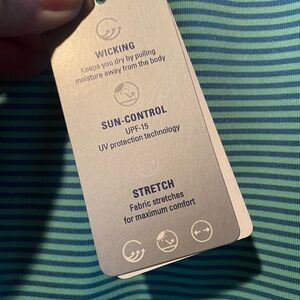 WICKING
Keeps you dry by pulling
moisture away from the body
SUN-CONTROL
UPF-15
UV protection technology
STRETCH
Fabric stretches
for maximum comfort